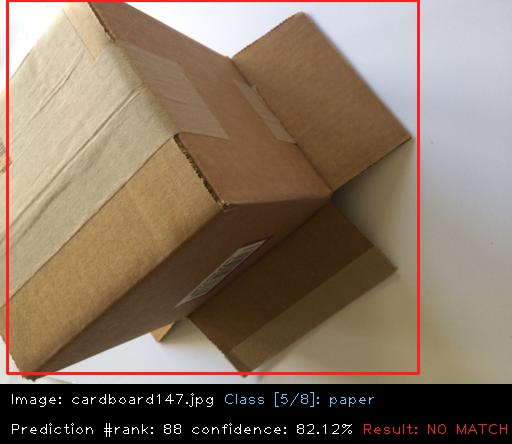 Image: cardboard147.jpg Class [5/8]: paper
Prediction #rank: 88 confidence: 82.12% Result: NO MATCH